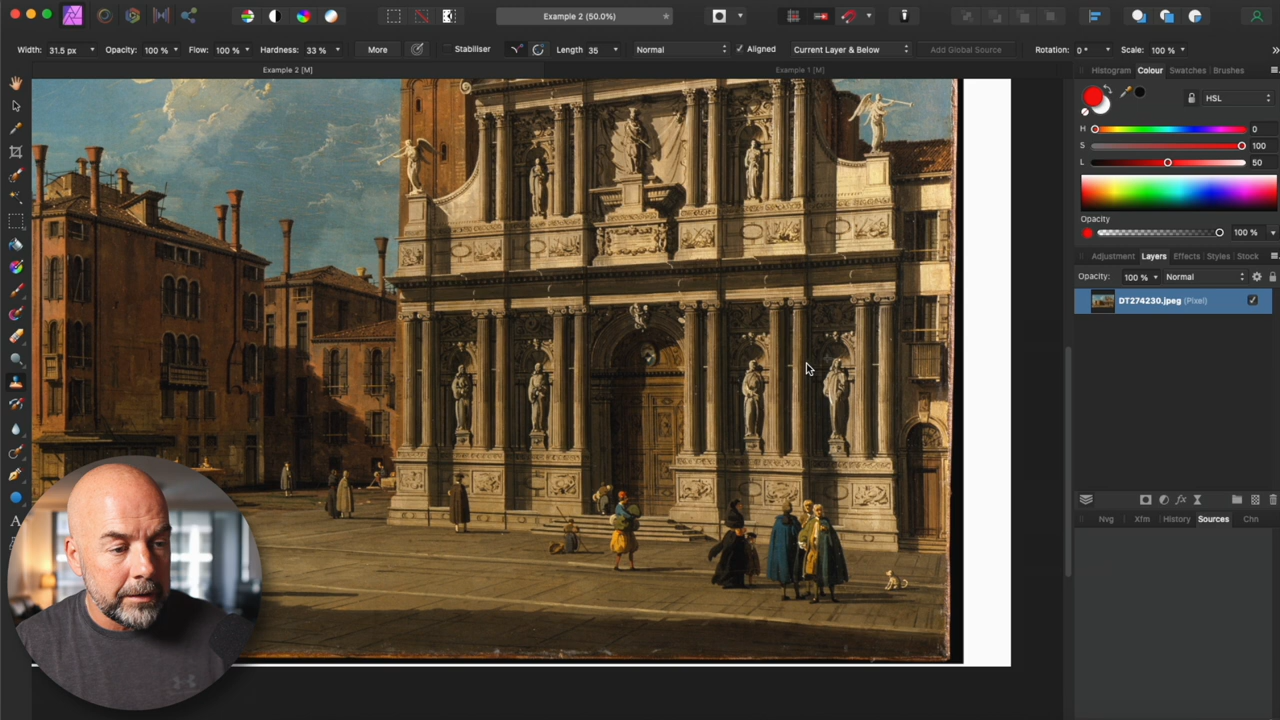 Example 2 (50.0%)
Width: 31.5 px Opacity: 100 % Flow: 100 % Hardness: 33 % More Stabiliser Length 35 Normal Aligned Current Layer & Below Add Global Source Rotation: 0 ° Scale: 100 %
Example 2 [M] Example 1 [M]
Histogram Colour Swatches Brushes
HSL
H 0
S 100
L 50
Opacity
100 %
Adjustment Layers Effects Styles Stock
Opacity: 100 % Normal
DT274230.jpeg (Pixel)
fx
Nvg Xfm History Sources Chn
A